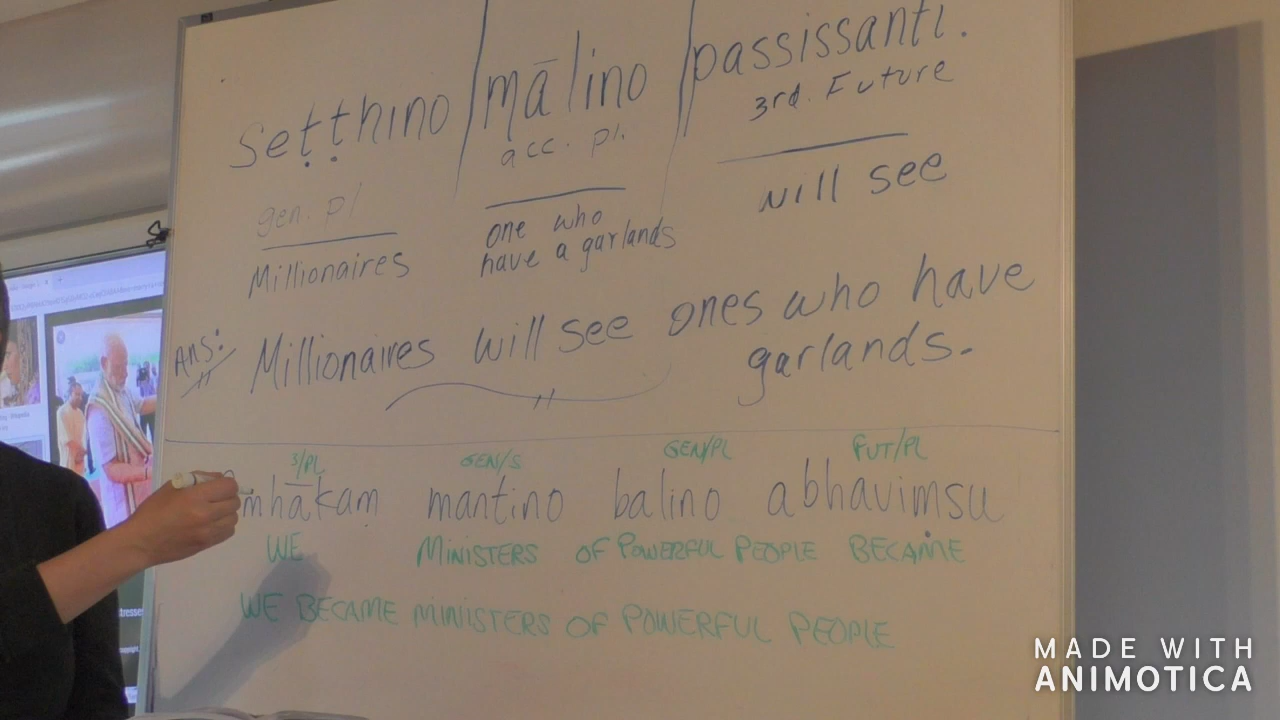 seṭṭhino | mālino | passissanti.
gen. pl acc. pl. 3rd. Future
Millionaires one who have a garlands will see
Ans: Millionaires will see ones who have
garlands.
3/PL GEN/S GEN/PL FUT/PL
mhākaṃ mantino balino abhaviṃsu
WE MINISTERS OF POWERFUL PEOPLE BECAME
WE BECAME MINISTERS OF POWERFUL PEOPLE
MADE WITH
ANIMOTICA